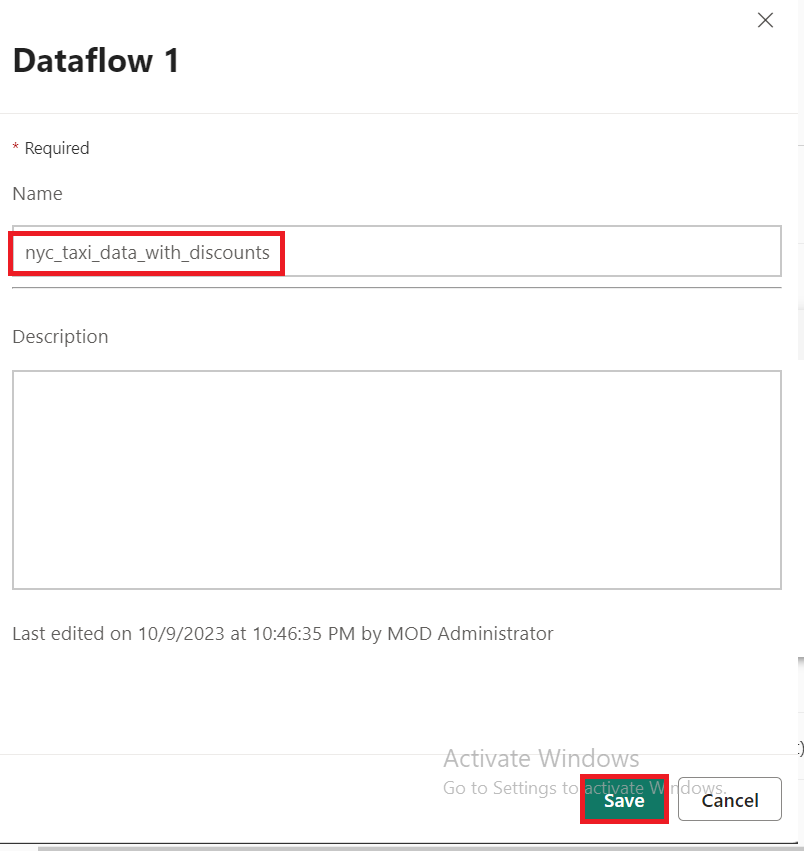 Dataflow 1
* Required
Name
nyc_taxi_data_with_discounts
Description
Last edited on 10/9/2023 at 10:46:35 PM by MOD Administrator
Activate Windows
Go to Settings to activate Windows.
Save
Cancel